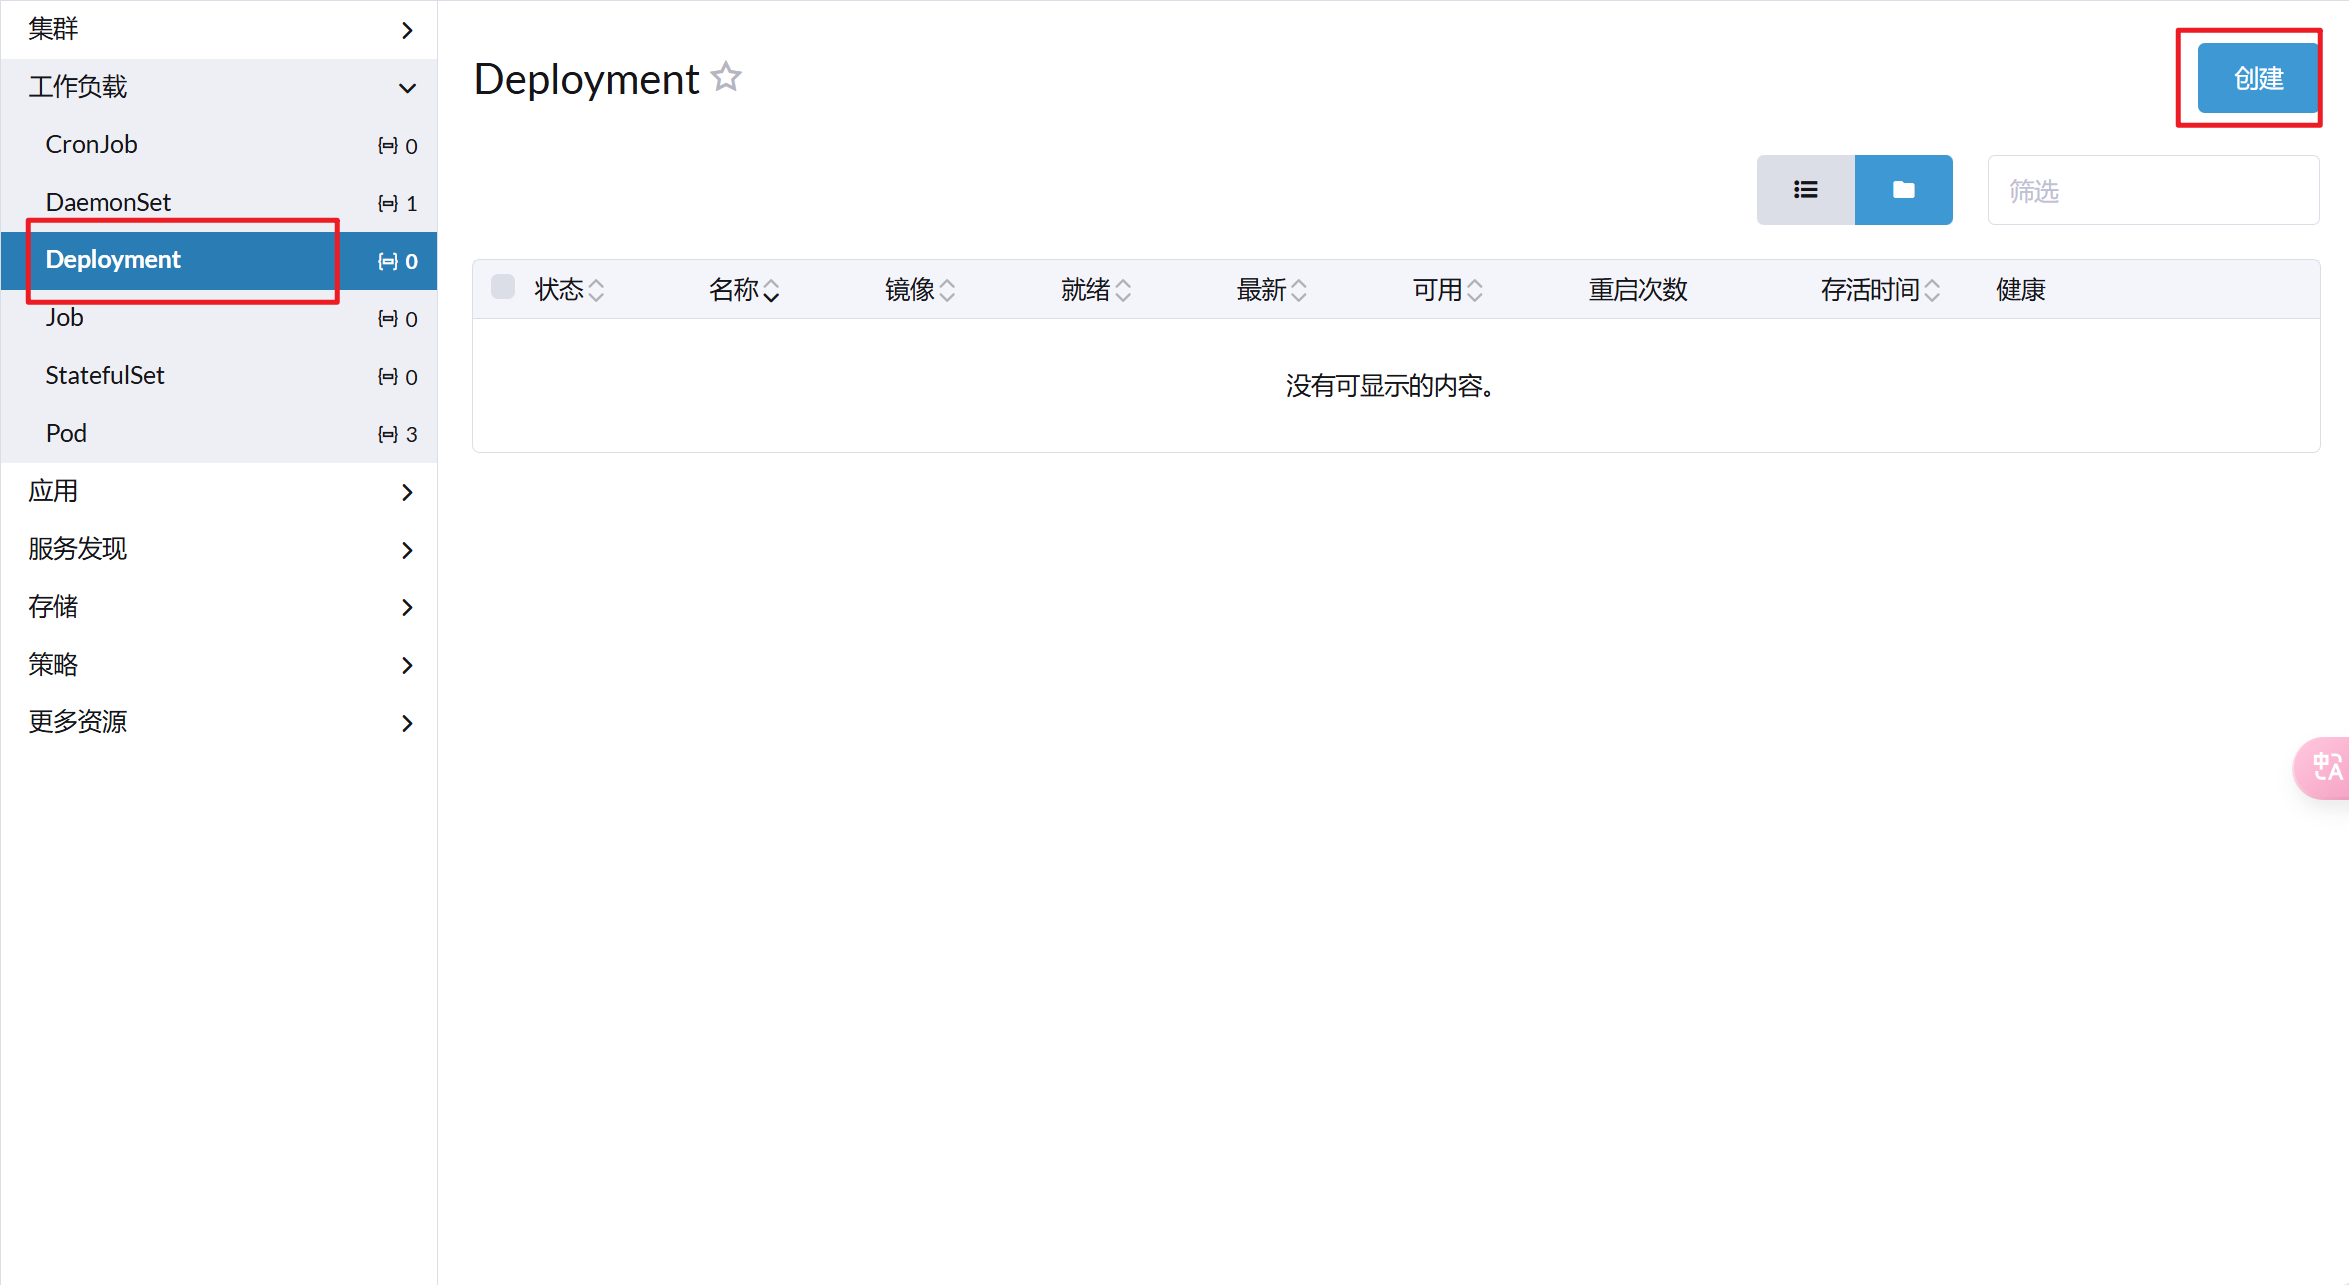 集群
工作负载
CronJob 0
DaemonSet 1
Deployment 0
Job 0
StatefulSet 0
Pod 3
应用
服务发现
存储
策略
更多资源
Deployment
创建
筛选
状态 名称 镜像 就绪 最新 可用 重启次数 存活时间 健康
没有可显示的内容。
中A